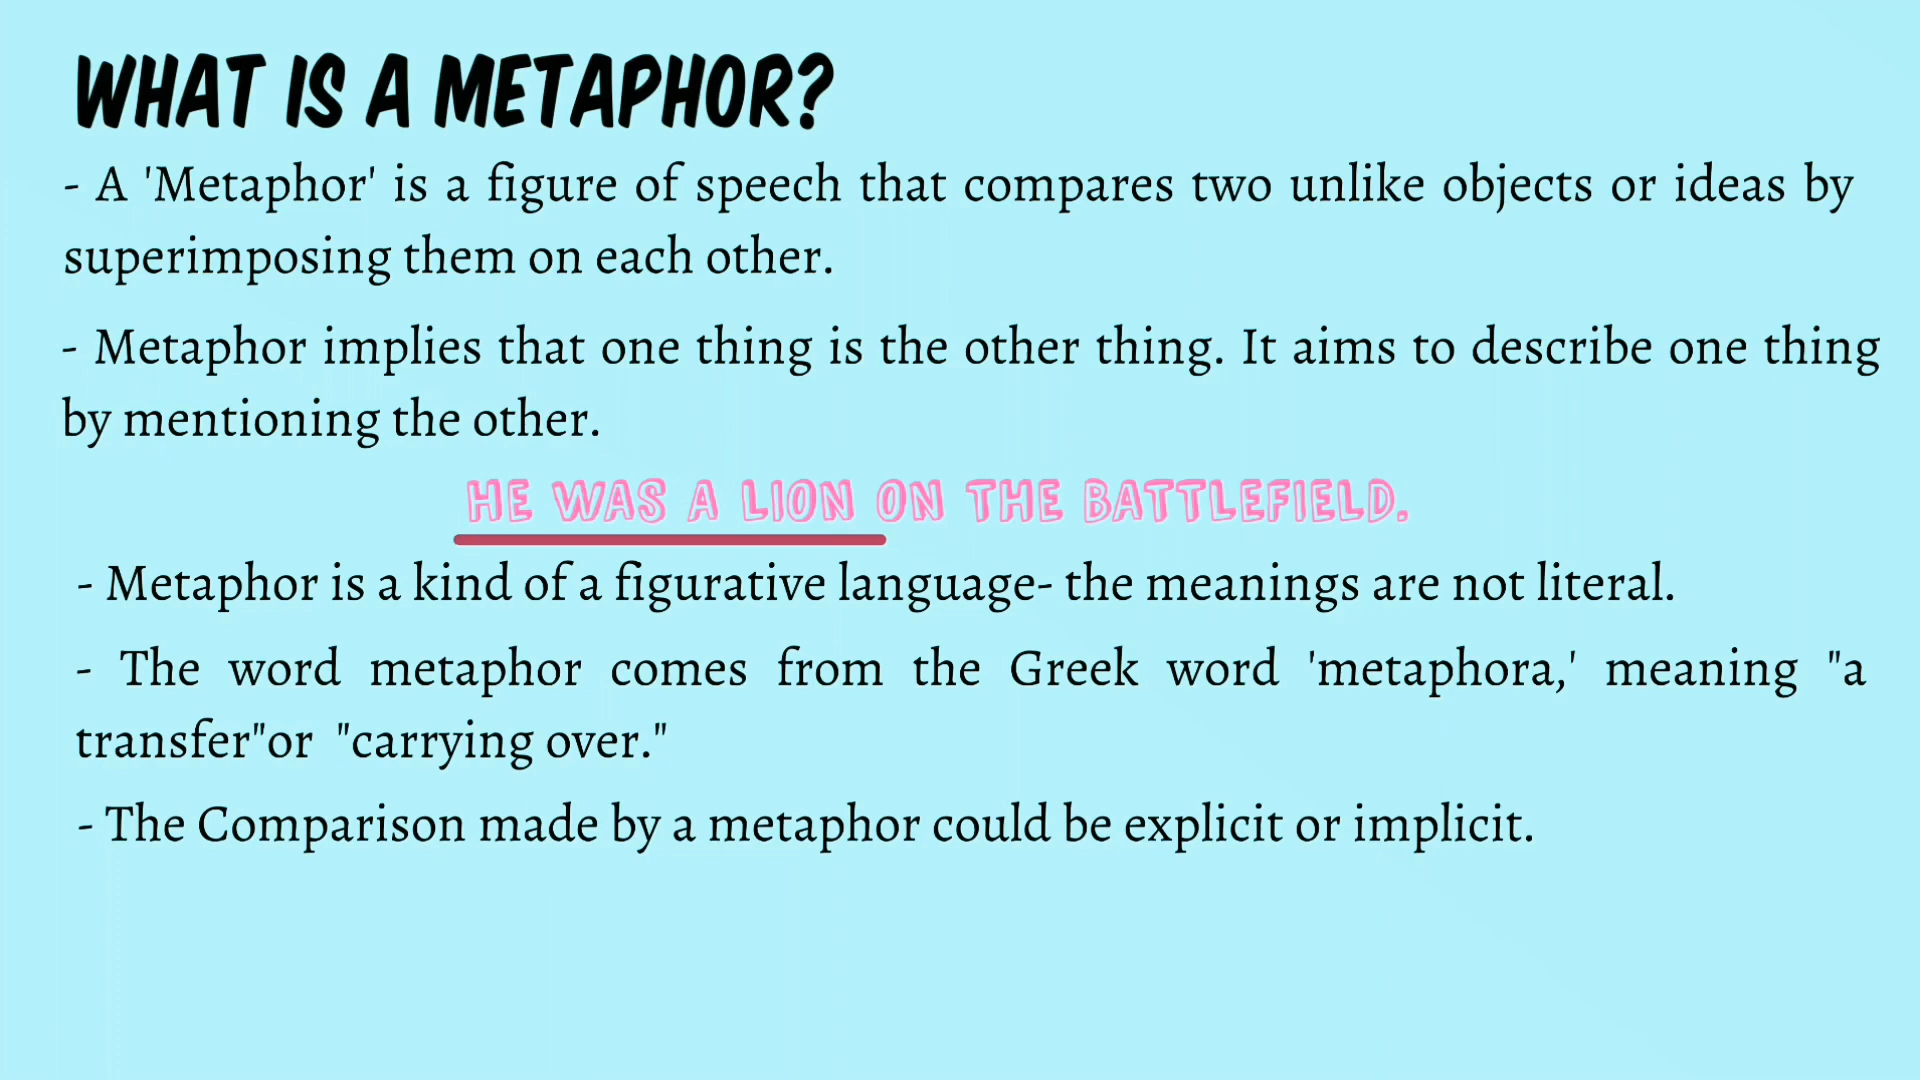 WHAT IS A METAPHOR?
- A 'Metaphor' is a figure of speech that compares two unlike objects or ideas by
superimposing them on each other.
- Metaphor implies that one thing is the other thing. It aims to describe one thing
by mentioning the other.
HE WAS A LION ON THE BATTLEFIELD.
- Metaphor is a kind of a figurative language- the meanings are not literal.
- The word metaphor comes from the Greek word 'metaphora,' meaning "a
transfer"or "carrying over."
- The Comparison made by a metaphor could be explicit or implicit.